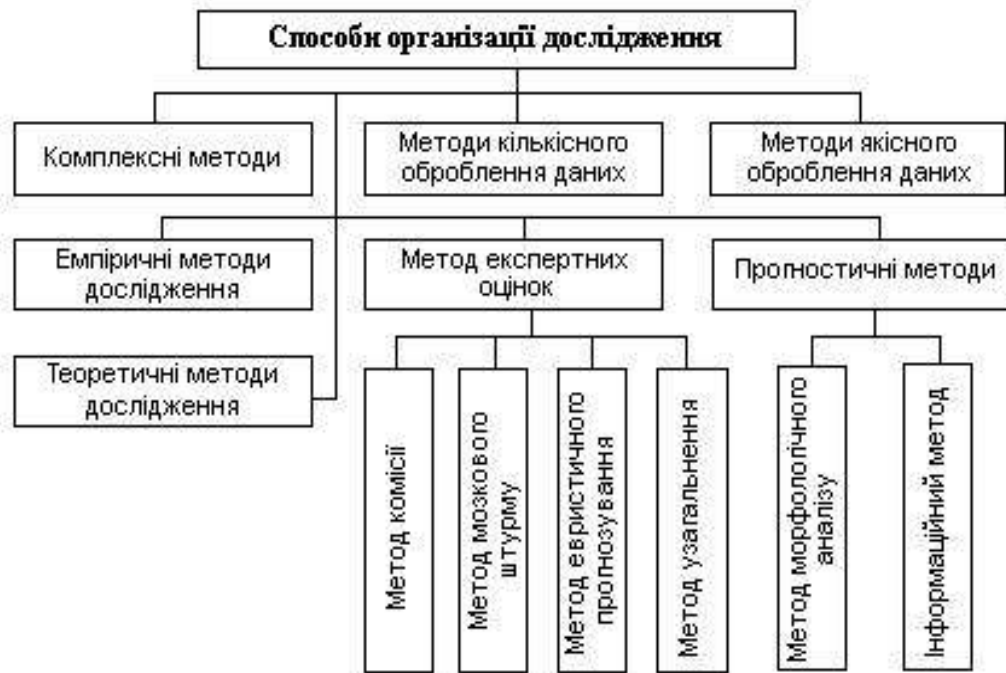 Способи організації дослідження
Комплексні методи
Методи кількісного
оброблення даних
Методи якісного
оброблення даних
Емпіричні методи
дослідження
Метод експертних
оцінок
Прогностичні методи
Теоретичні методи
дослідження
Метод комісії
Метод мозкового
штурму
Метод евристичного
прогнозування
Метод узагальнення
Метод морфологічного
аналізу
Інформаційний метод